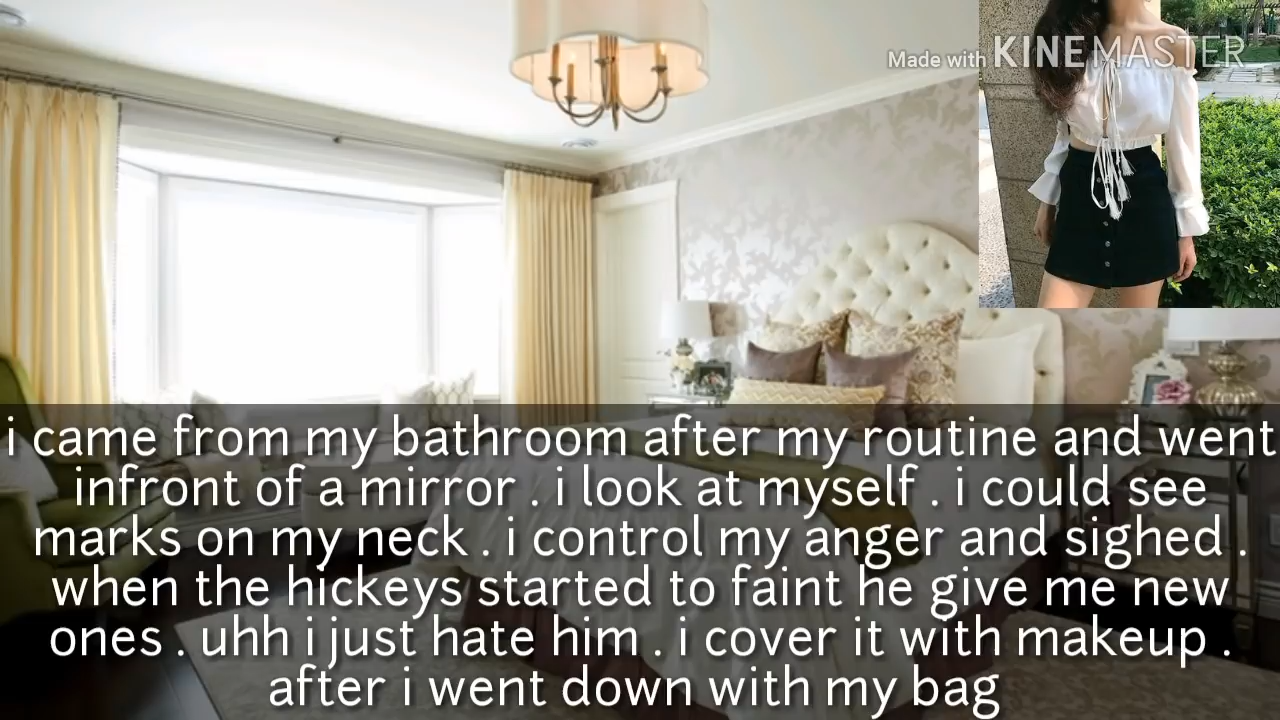 Made with KINEMASTER
i came from my bathroom after my routine and went
infront of a mirror . i look at myself . i could see
marks on my neck . i control my anger and sighed .
when the hickeys started to faint he give me new
ones . uhh i just hate him . i cover it with makeup .
after i went down with my bag